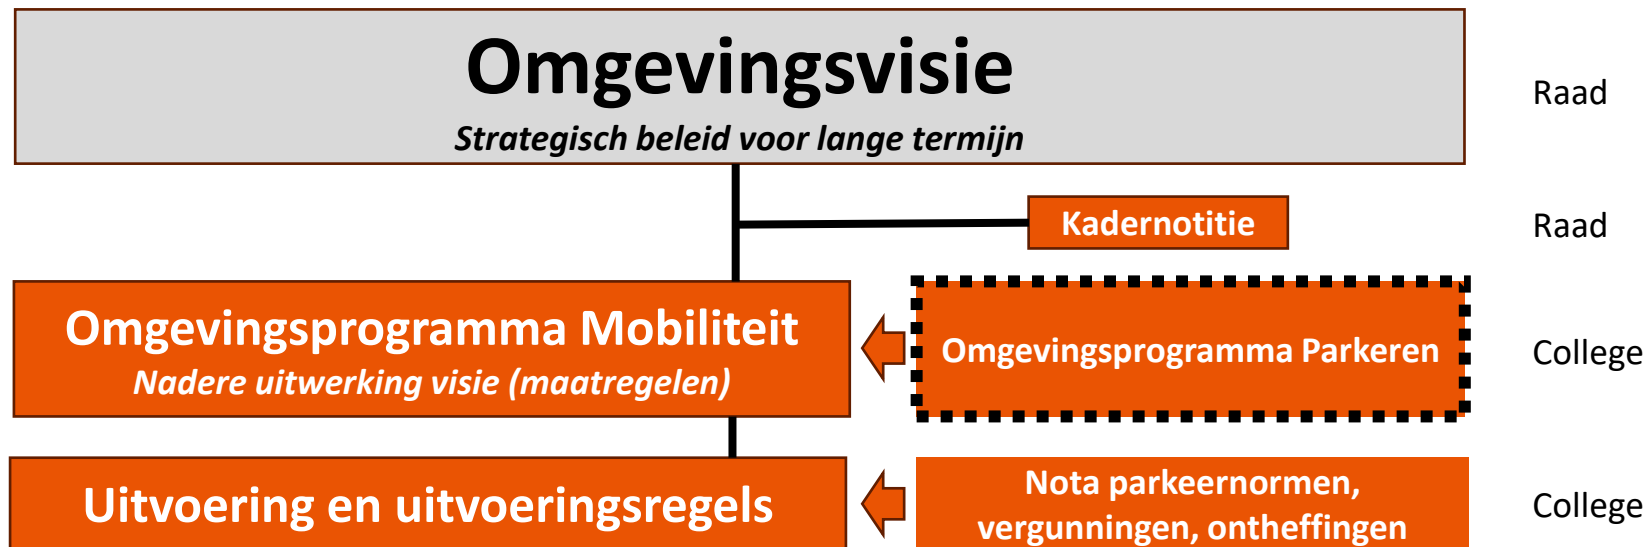 Omgevingsvisie
Strategisch beleid voor lange termijn
Raad
Kadernotitie
Raad
Omgevingsprogramma Mobiliteit
Nadere uitwerking visie (maatregelen)
Omgevingsprogramma Parkeren
College
Uitvoering en uitvoeringsregels
Nota parkeernormen,
vergunningen, ontheffingen
College